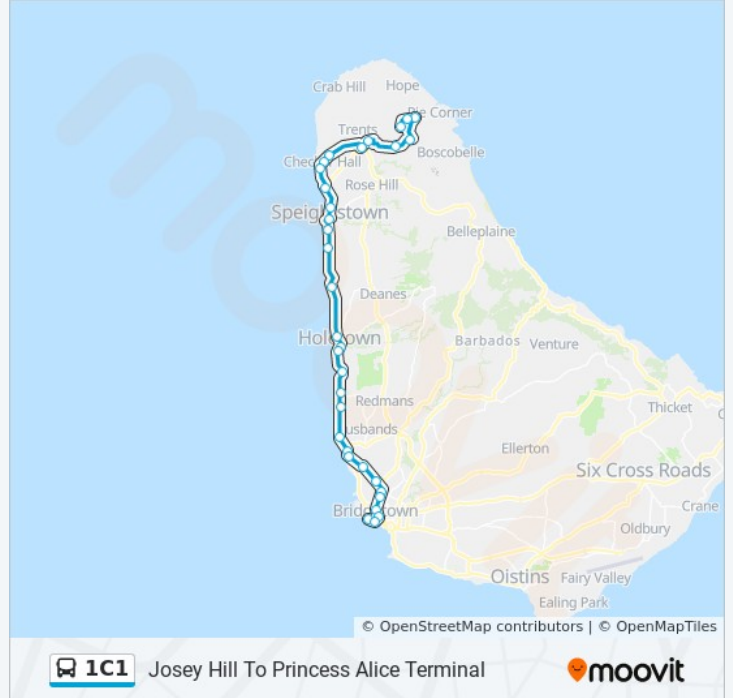 Crab Hill
Hope
Pie Corner
Trents
Boscobelle
Hall
Rose Hill
Speightstown
Belleplaine
Deanes
Holetown
Barbados
Venture
Redmans
Thicket
Ellerton
Six Cross Roads
Crane
Bridgetown
Oldbury
Oistins
Fairy Valley
Ealing Park
© OpenStreetMap contributors | © OpenMapTiles
1C1 Josey Hill To Princess Alice Terminal
moovit